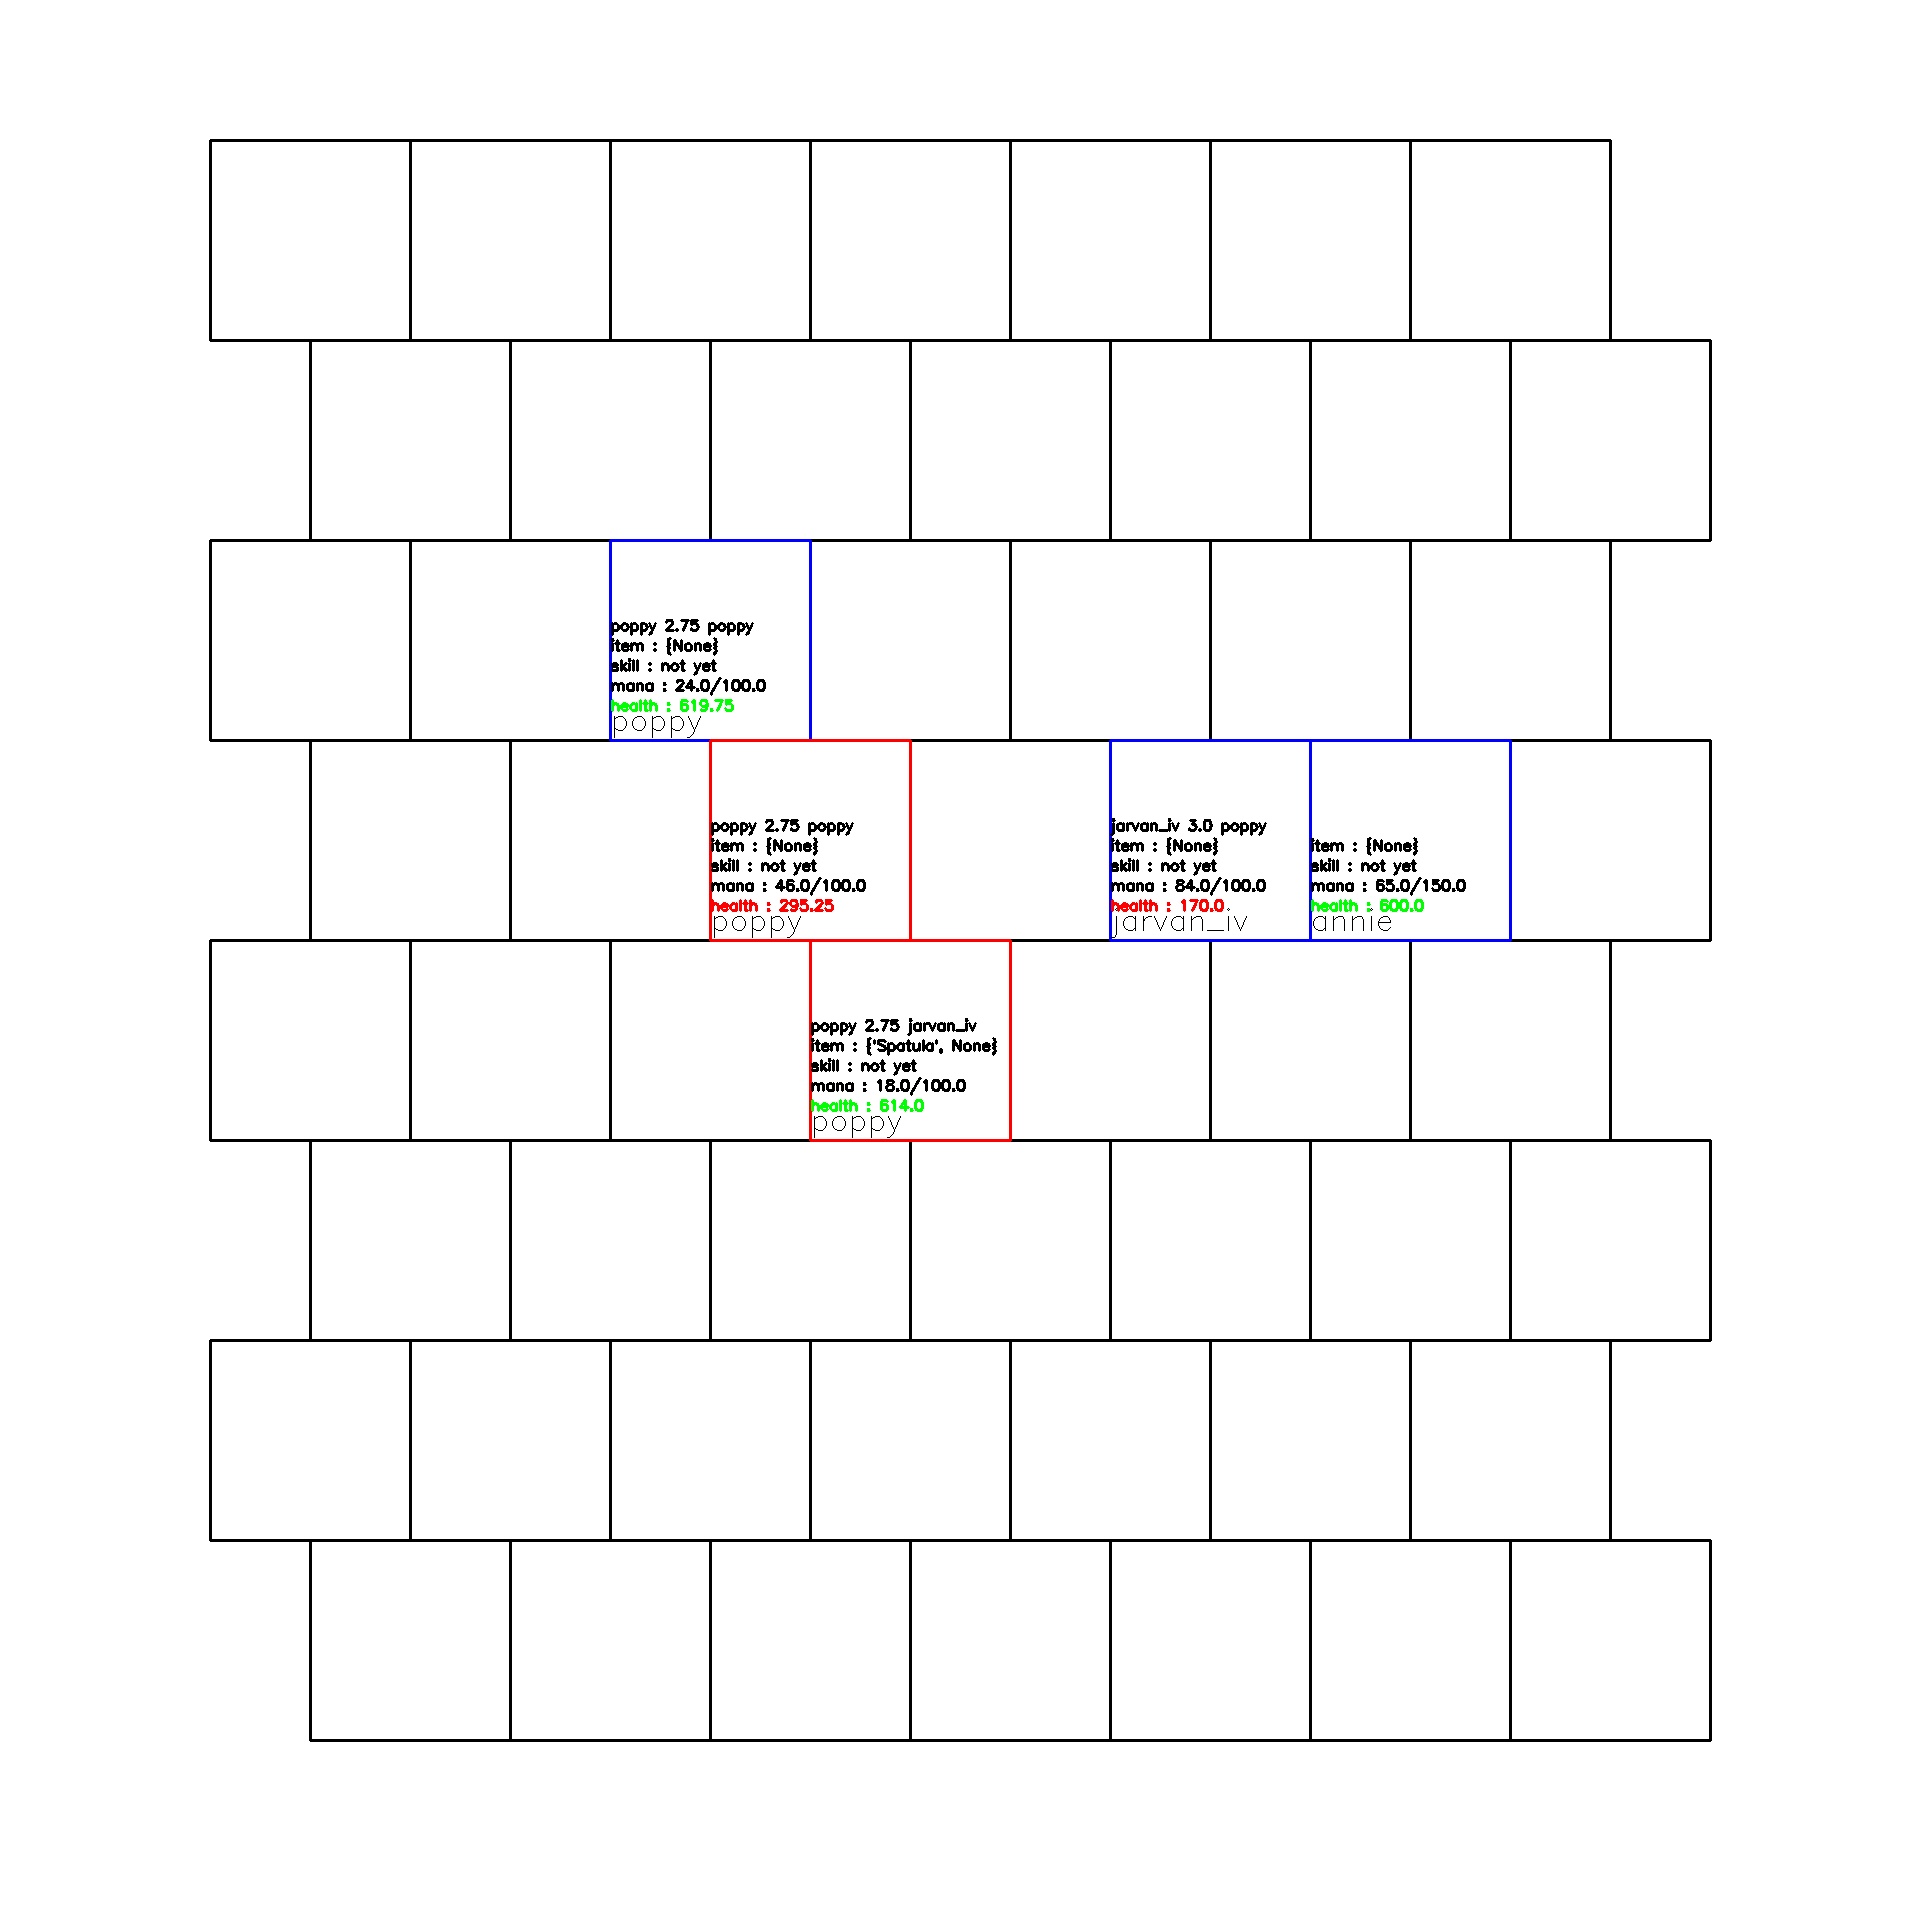 poppy 2.75 poppy
item : {None}
skill : not yet
mana : 24.0/100.0
health : 619.75
poppy
poppy 2.75 poppy
item : {None}
skill : not yet
mana : 46.0/100.0
health : 295.25
poppy
jarvan_iv 3.0 poppy
item : {None}
skill : not yet
mana : 84.0/100.0
health : 170.0
jarvan_iv
item : {None}
skill : not yet
mana : 65.0/150.0
health : 600.0
annie
poppy 2.75 jarvan_iv
item : {'Spatula', None}
skill : not yet
mana : 18.0/100.0
health : 614.0
poppy